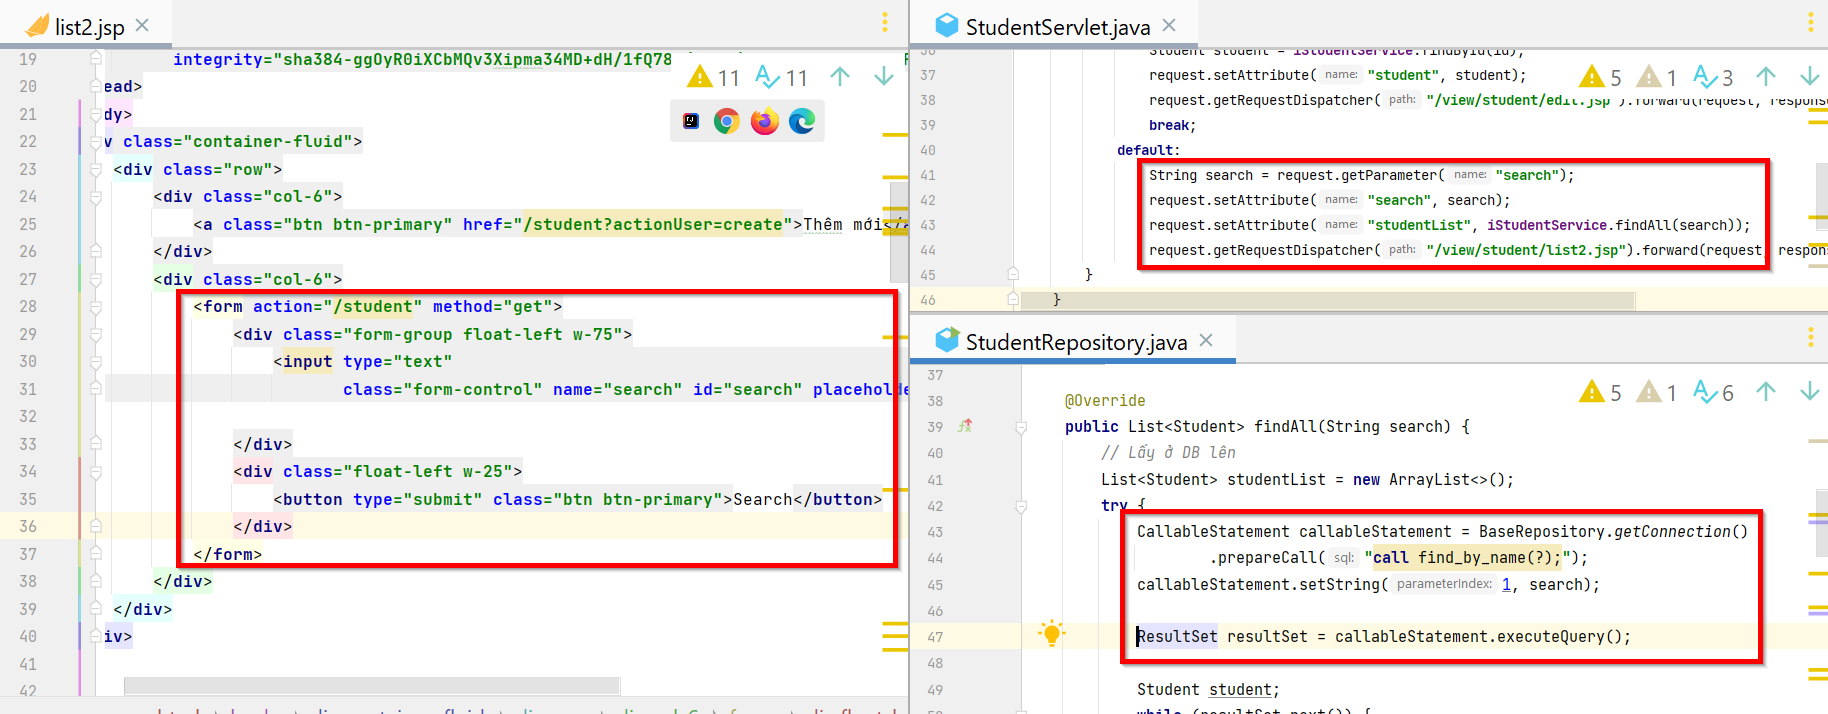 list2.jsp
19 integrity="sha384-ggOyR0iXCbMQv3Xipma34MD+dH/1fQ78
11 11
20 ead>
21 dy>
22 v class="container-fluid">
23 <div class="row">
24 <div class="col-6">
25 <a class="btn btn-primary" href="/student?actionUser=create">Thêm mới</a
26 </div>
27 <div class="col-6">
28 <form action="/student" method="get">
29 <div class="form-group float-left w-75">
30 <input type="text"
31 class="form-control" name="search" id="search" placeholde
32
33 </div>
34 <div class="float-left w-25">
35 <button type="submit" class="btn btn-primary">Search</button>
36 </div>
37 </form>
38 </div>
39 </div>
40 iv>
41
42
StudentServlet.java
36 Student student = iStudentService.findById(id);
37 request.setAttribute( name: "student", student);
5 1 3
38 request.getRequestDispatcher( path: "/view/student/edit.jsp").forward(request, respons
39 break;
40 default:
41 String search = request.getParameter( name: "search");
42 request.setAttribute( name: "search", search);
43 request.setAttribute( name: "studentList", iStudentService.findAll(search));
44 request.getRequestDispatcher( path: "/view/student/list2.jsp").forward(request, respons
45 }
46 }
StudentRepository.java
37
5 1 6
38 @Override
39 public List<Student> findAll(String search) {
40 // Lấy ở DB lên
41 List<Student> studentList = new ArrayList<>();
42 try {
43 CallableStatement callableStatement = BaseRepository.getConnection()
44 .prepareCall( sql: "call find_by_name(?);");
45 callableStatement.setString( parameterIndex: 1, search);
46
47 ResultSet resultSet = callableStatement.executeQuery();
49 Student student;
50 while (resultSet.next()) {